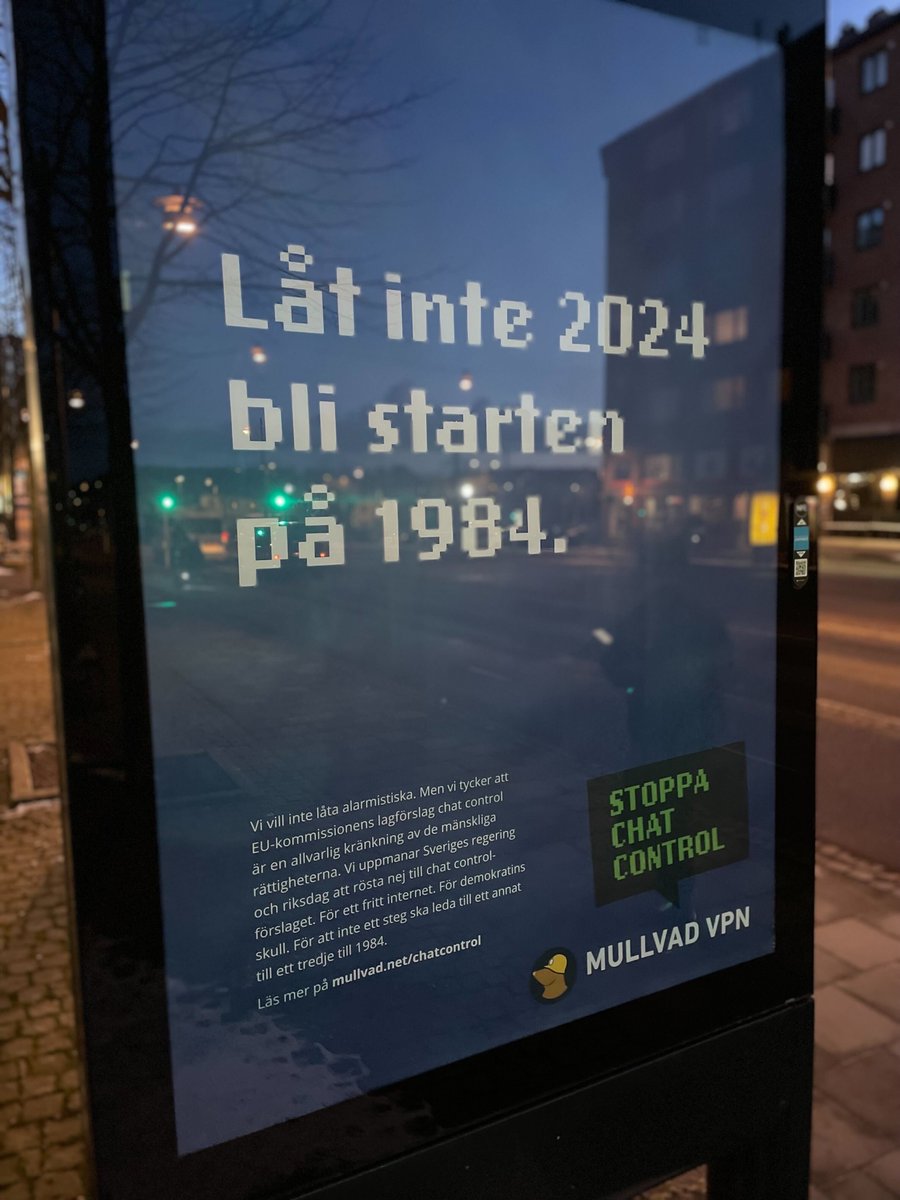 Låt inte 2024
bli starten
på 1984.
Vi vill inte låta alarmistiska. Men vi tycker att
EU-kommissionens lagförslag chat control
är en allvarlig kränkning av de mänskliga
rättigheterna. Vi uppmanar Sveriges regering
och riksdag att rösta nej till chat control-
förslaget. För ett fritt internet. För demokratins
skull. För att inte ett steg ska leda till ett annat
till ett tredje till 1984.
Läs mer på mullvad.net/chatcontrol
STOPPA
CHAT
CONTROL
MULLVAD VPN